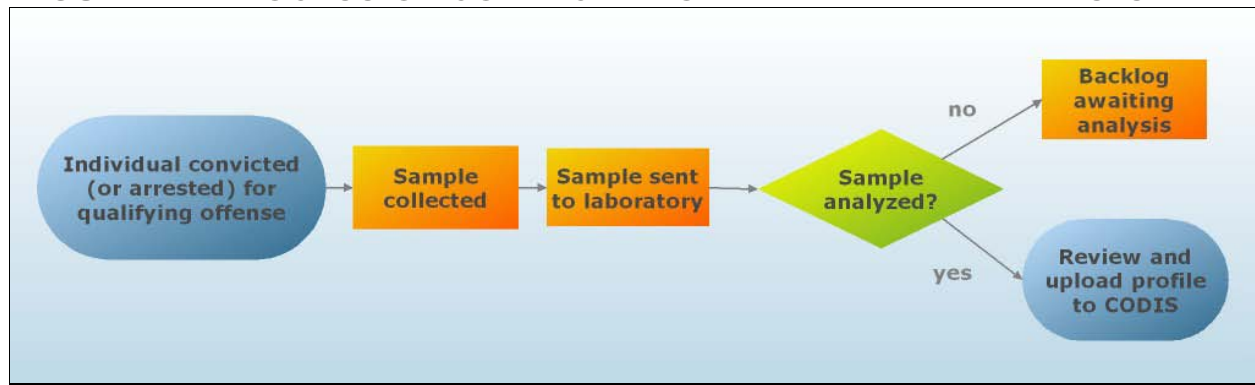 Individual convicted
(or arrested) for
qualifying offense
Sample
collected
Sample sent
to laboratory
Sample
analyzed?
no
Backlog
awaiting
analysis
yes
Review and
upload profile
to CODIS